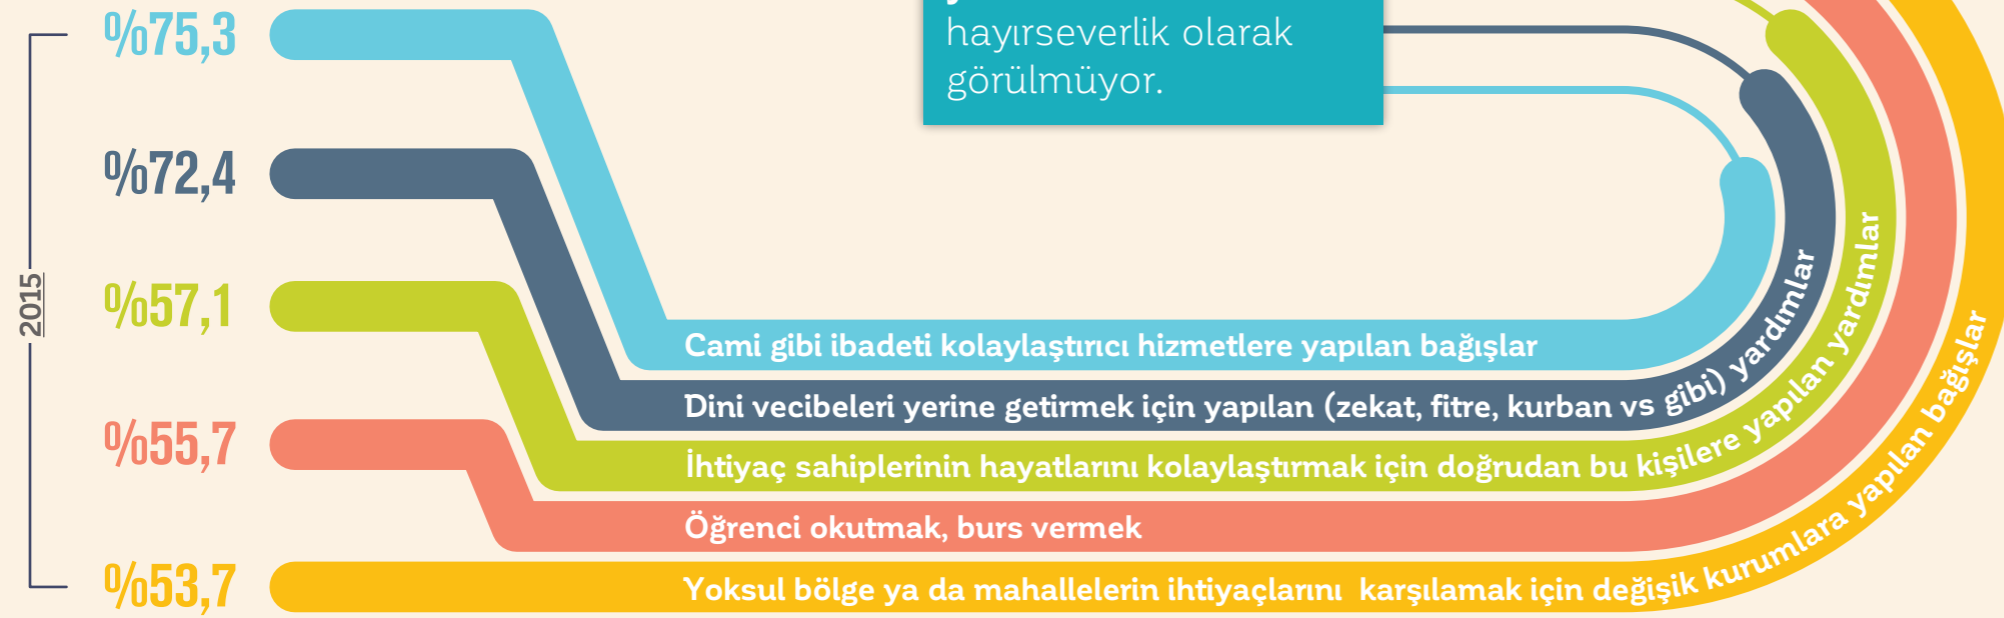 hayırseverlik olarak
görülmüyor.
2015
%75,3
Cami gibi ibadeti kolaylaştırıcı hizmetlere yapılan bağışlar
%72,4
Dini vecibeleri yerine getirmek için yapılan (zekat, fitre, kurban vs gibi) yardımlar
%57,1
İhtiyaç sahiplerinin hayatlarını kolaylaştırmak için doğrudan bu kişilere yapılan yardımlar
%55,7
Öğrenci okutmak, burs vermek
%53,7
Yoksul bölge ya da mahallelerin ihtiyaçlarını karşılamak için değişik kurumlara yapılan bağışlar